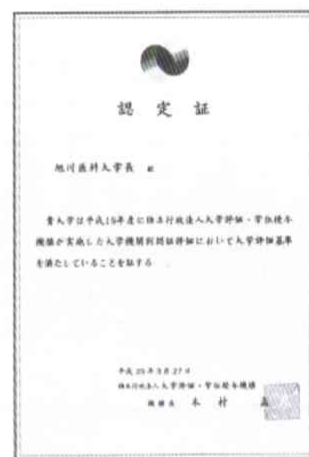 認定証
旭川医科大学長 殿
貴大学は平成19年度に独立行政法人大学評価・学位授与
機構が実施した大学機関別認証評価において大学評価基準
を満たしていることを証する
平成20年3月27日
独立行政法人大学評価・学位授与機構
機構長 木村